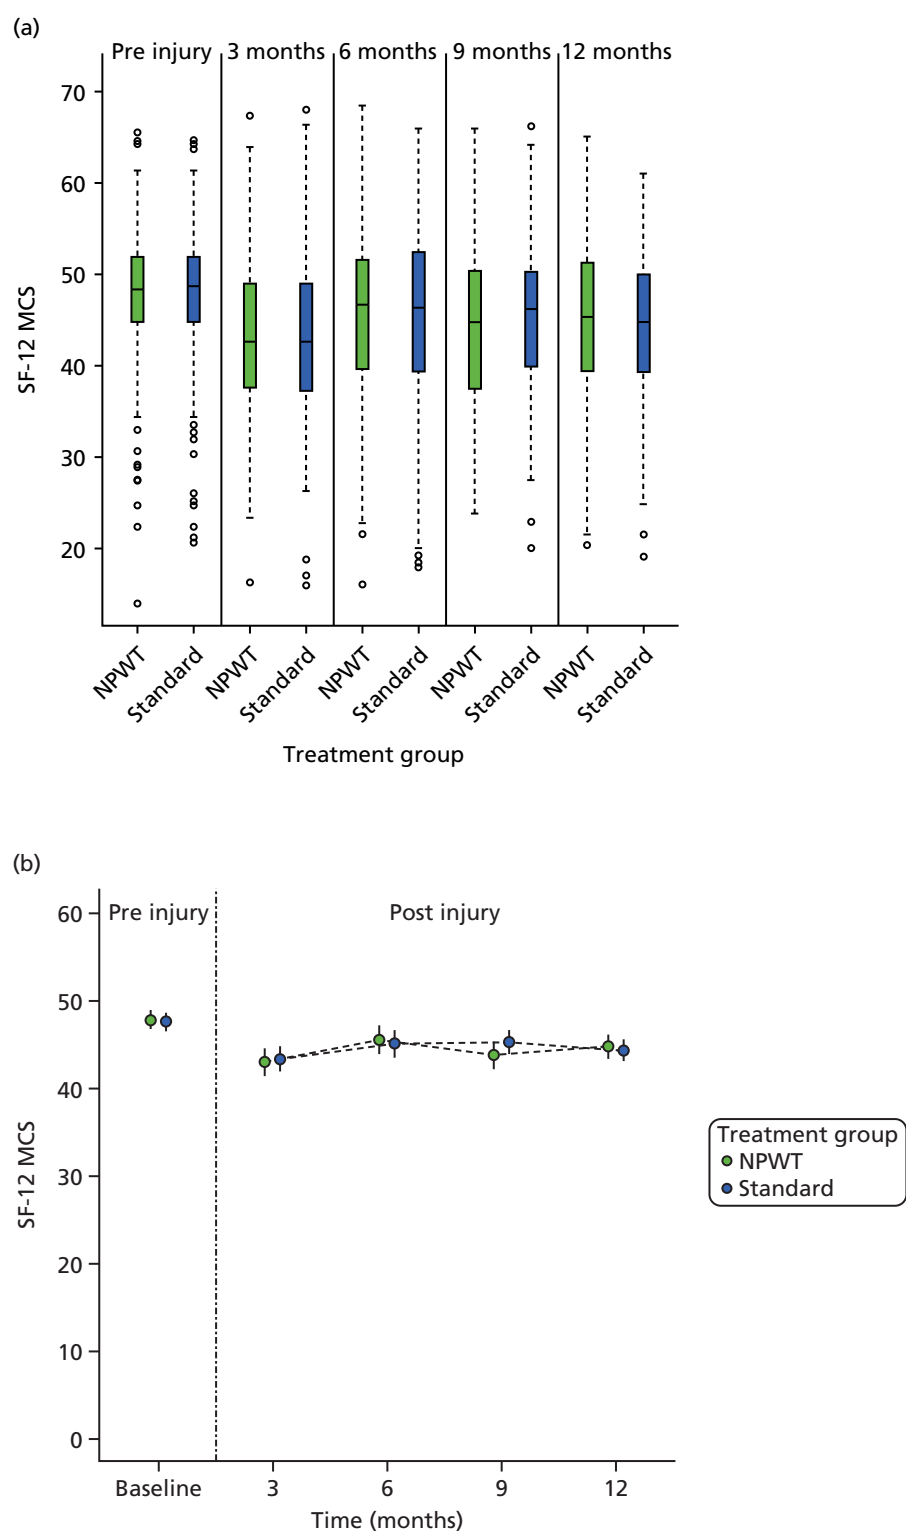 (a)
Pre injury 3 months 6 months 9 months 12 months
70
60
50
40
30
20
SF-12 MCS
NPWT Standard NPWT Standard NPWT Standard NPWT Standard NPWT Standard
Treatment group
(b)
Pre injury Post injury
60
50
40
30
20
10
0
SF-12 MCS
Treatment group
NPWT
Standard
Baseline 3 6 9 12
Time (months)